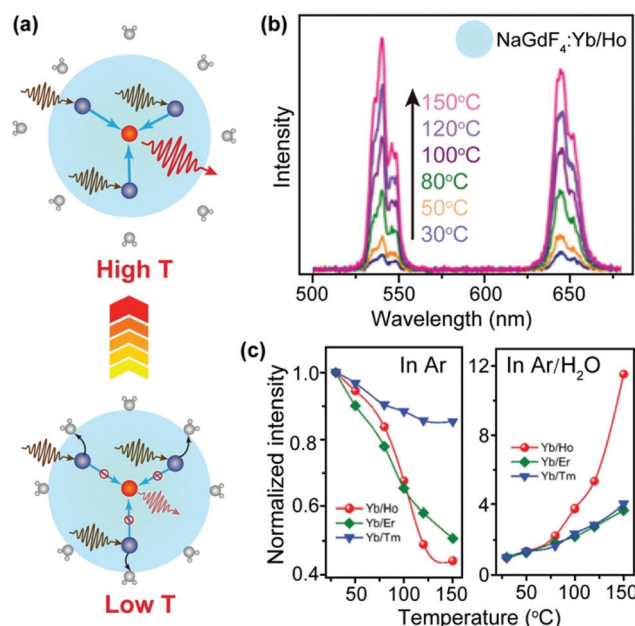 (a)
High T
Low T
(b)
NaGdF₄:Yb/Ho
150°C
120°C
100°C
80°C
50°C
30°C
Intensity
500 550 600 650
Wavelength (nm)
(c)
In Ar
In Ar/H₂O
Normalized intensity
1.0
0.8
0.6
0.4
12
8
4
0
Yb/Ho
Yb/Er
Yb/Tm
Yb/Ho
Yb/Er
Yb/Tm
50 100 150
50 100 150
Temperature (°C)